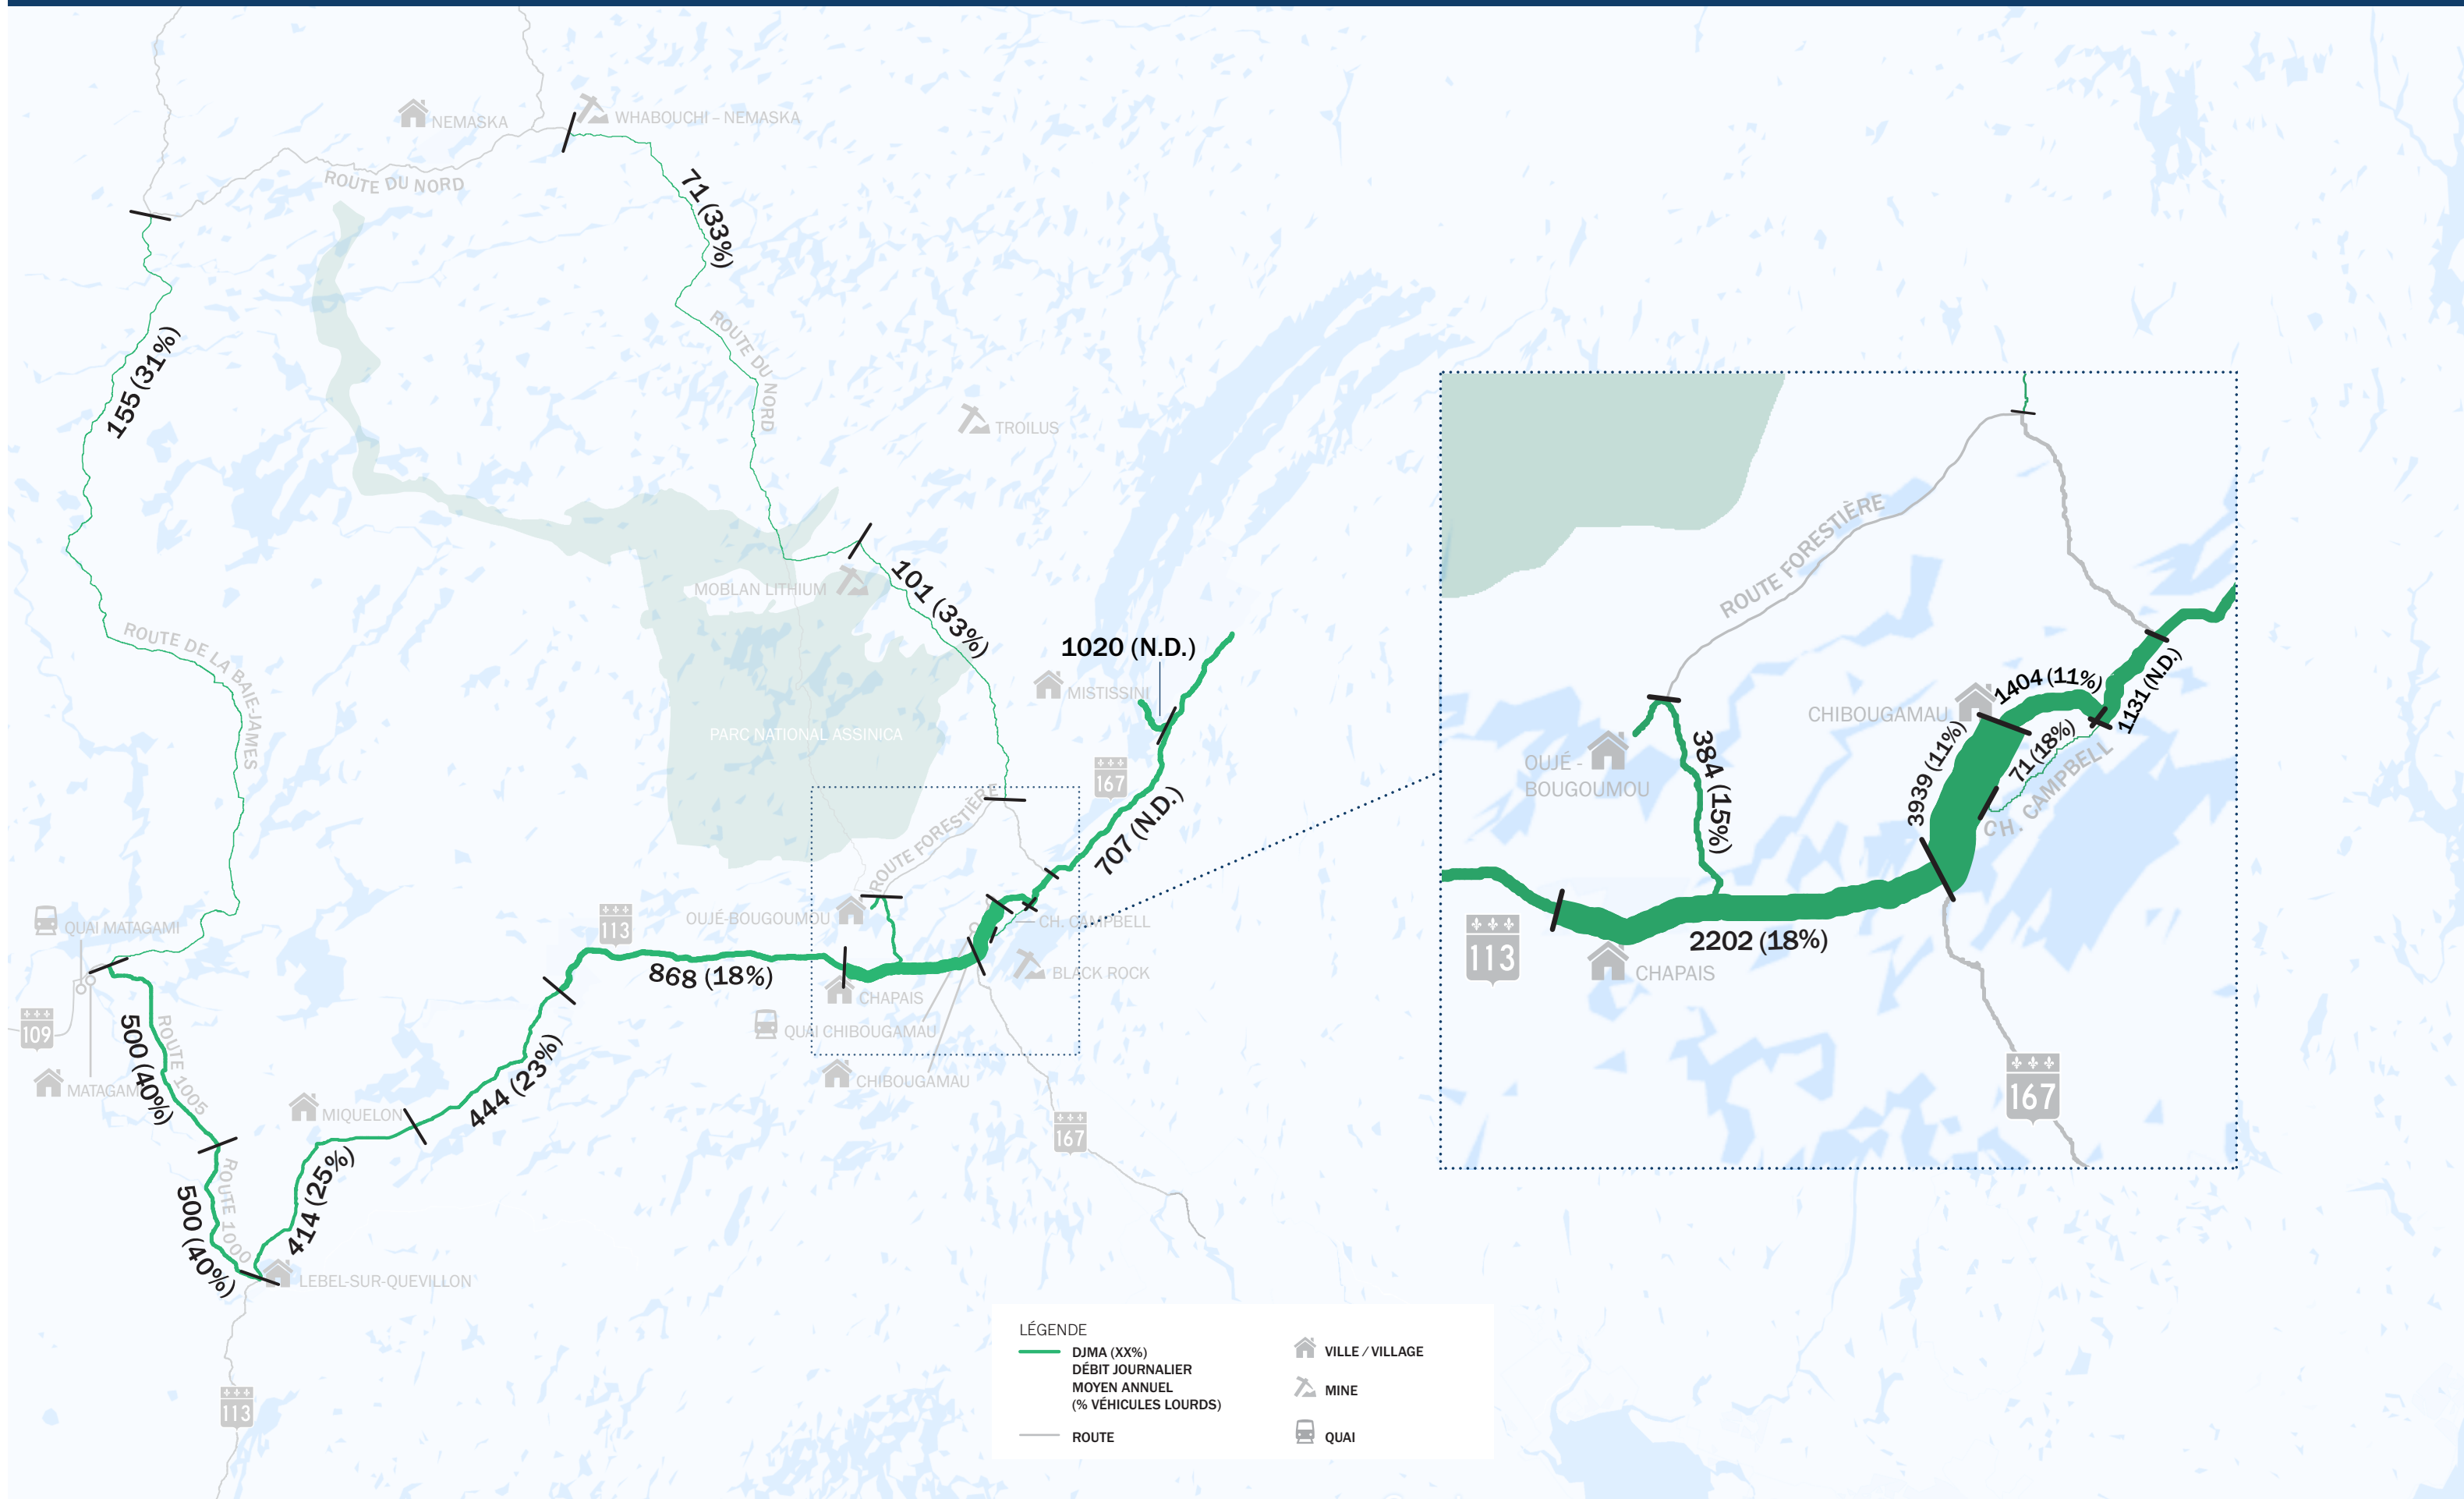 NEMASKA
WHABOUCHI – NEMASKA
ROUTE DU NORD
71 (33%)
155 (31%)
ROUTE DU NORD
TROILUS
MOBLAN LITHIUM
101 (33%)
ROUTE DE LA BAIE-JAMES
1020 (N.D.)
MISTISSINI
PARC NATIONAL ASSINICA
167
707 (N.D.)
ROUTE FORESTIÈRE
QUAI MATAGAMI
113
OUJÉ-BOUGOUMOU
CH. CAMPBELL
868 (18%)
BLACK ROCK
CHAPAIS
109
500 (40%)
ROUTE 1005
QUAI CHIBOUGAMAU
444 (23%)
CHIBOUGAMAU
MATAGAM
MIQUELON
167
414 (25%)
500 (40%)
ROUTE 1000
LEBEL-SUR-QUEVILLON
113
ROUTE FORESTIÈRE
1404 (11%)
1131 (N.D.)
CHIBOUGAMAU
3939 (11%)
71 (18%)
CH. CAMPBELL
384 (15%)
OUJÉ -
BOUGOUMOU
113
2202 (18%)
CHAPAIS
167
LÉGENDE
DJMA (XX%)
DÉBIT JOURNALIER
MOYEN ANNUEL
(% VÉHICULES LOURDS)
ROUTE
VILLE / VILLAGE
MINE
QUAI